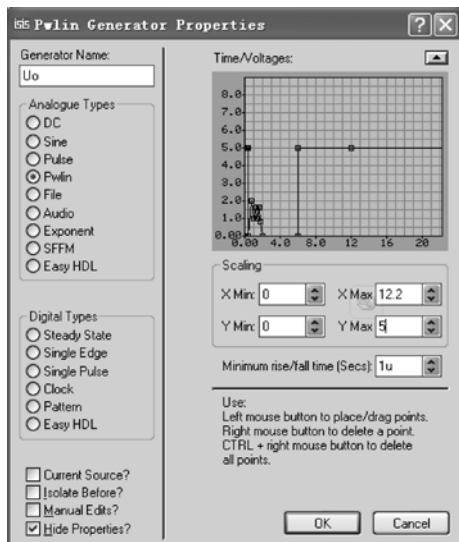 isis Pwlin Generator Properties
Generator Name:
Uo
Analogue Types
DC
Sine
Pulse
Pwlin
File
Audio
Exponent
SFFM
Easy HDL
Digital Types
Steady State
Single Edge
Single Pulse
Clock
Pattern
Easy HDL
Current Source?
Isolate Before?
Manual Edits?
Hide Properties?
Time/Voltages:
8.0
7.0
6.0
5.0
4.0
3.0
2.0
1.0
0.00
0.00 4.0 8.0 12 16 20
Scaling
X Min: 0 X Max 12.2
Y Min: 0 Y Max 5
Minimum rise/fall time (Secs): 1u
Use:
Left mouse button to place/drag points.
Right mouse button to delete a point.
CTRL + right mouse button to delete
all points.
OK Cancel